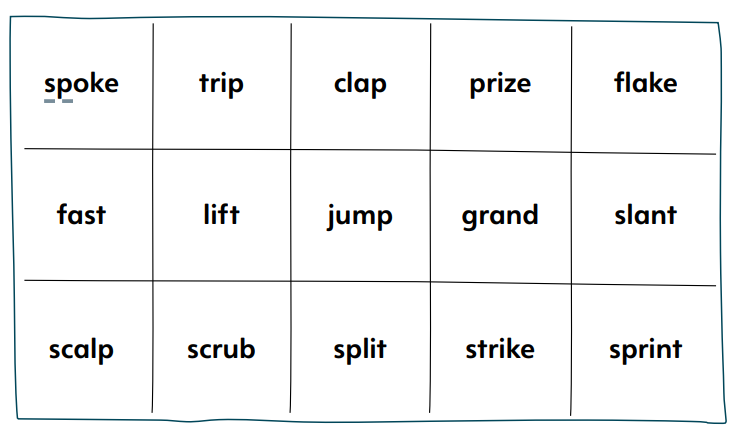 spoke trip clap prize flake
fast lift jump grand slant
scalp scrub split strike sprint